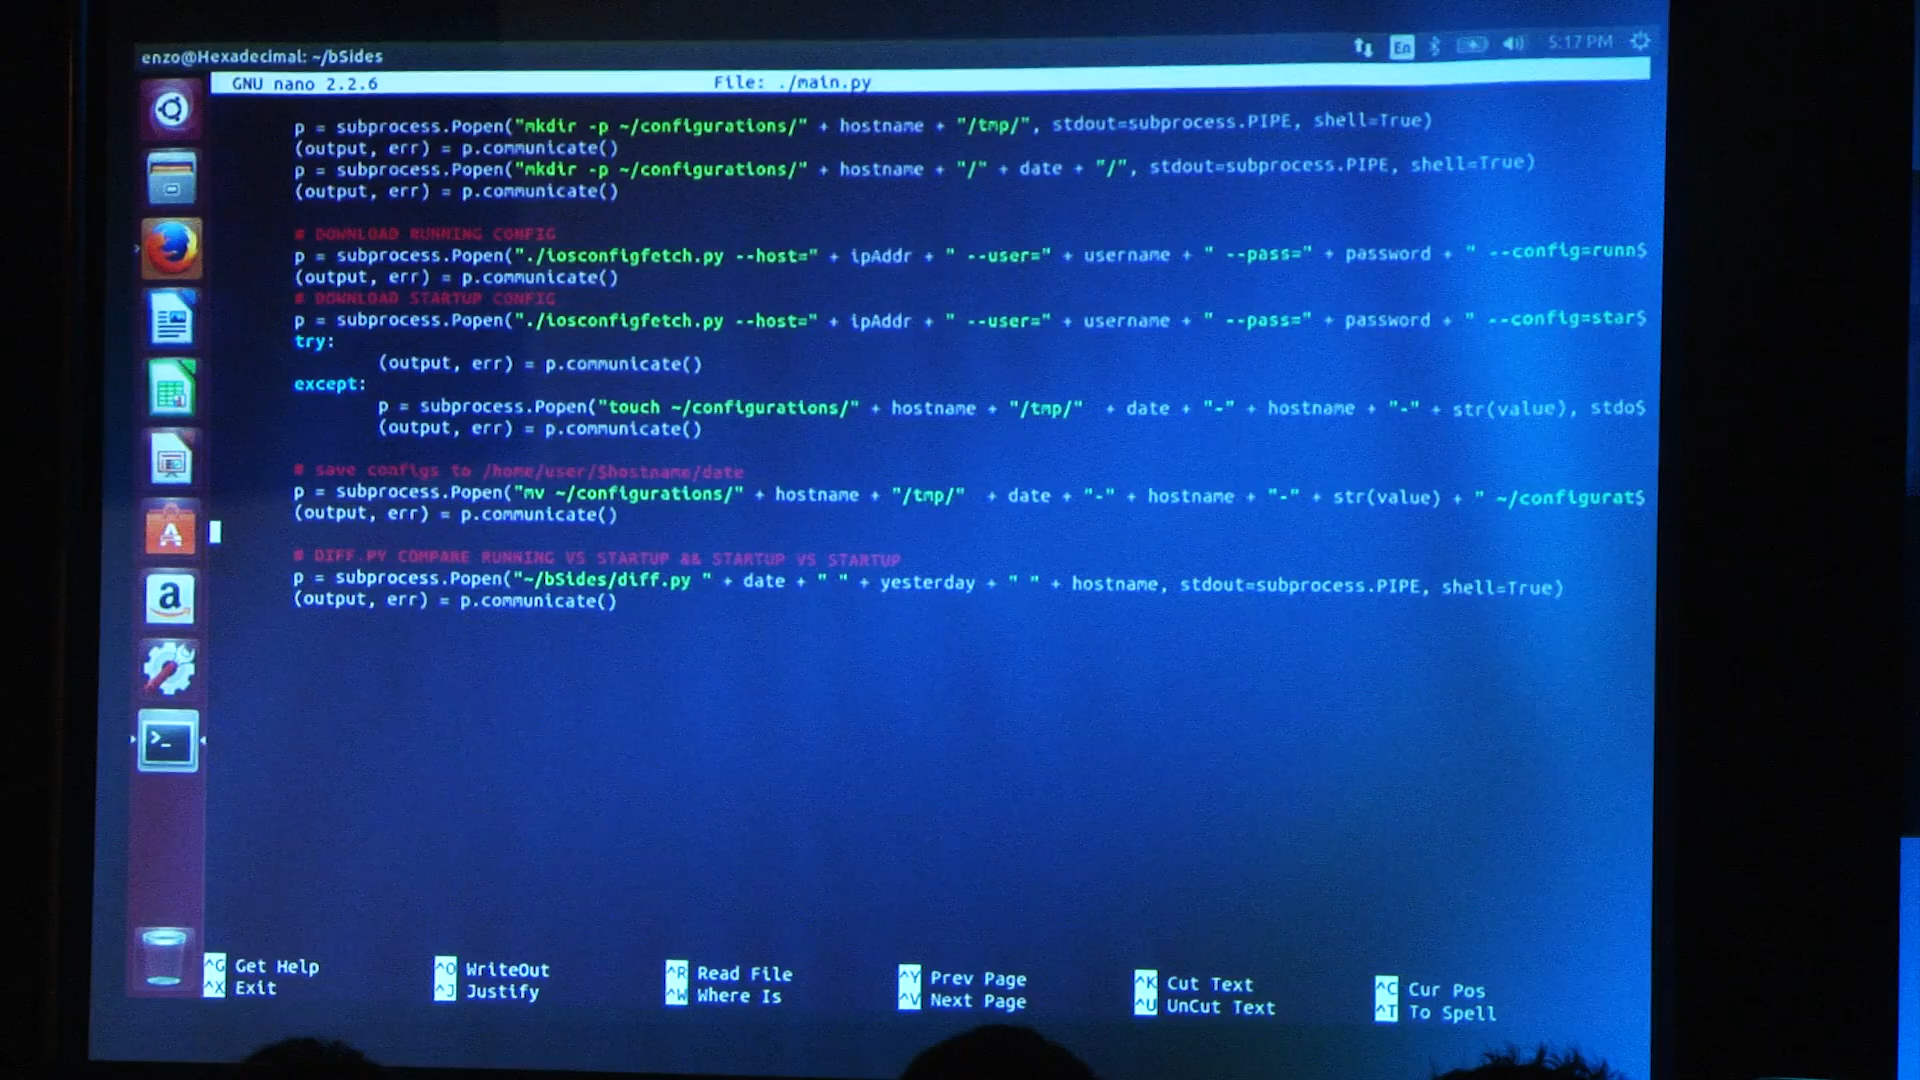 enzo@Hexadecimal: ~/bSides
En
5:17 PM
GNU nano 2.2.6 File: ./main.py
p = subprocess.Popen("mkdir -p ~/configurations/" + hostname + "/tmp/", stdout=subprocess.PIPE, shell=True)
(output, err) = p.communicate()
p = subprocess.Popen("mkdir -p ~/configurations/" + hostname + "/" + date + "/", stdout=subprocess.PIPE, shell=True)
(output, err) = p.communicate()
# DOWNLOAD RUNNING CONFIG
p = subprocess.Popen("./iosconfigfetch.py --host=" + ipAddr + " --user=" + username + " --pass=" + password + " --config=runn$
(output, err) = p.communicate()
# DOWNLOAD STARTUP CONFIG
p = subprocess.Popen("./iosconfigfetch.py --host=" + ipAddr + " --user=" + username + " --pass=" + password + " --config=star$
try:
(output, err) = p.communicate()
except:
p = subprocess.Popen("touch ~/configurations/" + hostname + "/tmp/" + date + "-" + hostname + "-" + str(value), stdo$
(output, err) = p.communicate()
# save configs to /home/user/$hostname/date
p = subprocess.Popen("mv ~/configurations/" + hostname + "/tmp/" + date + "-" + hostname + "-" + str(value) + " ~/configurat$
(output, err) = p.communicate()
# DIFF.PY COMPARE RUNNING VS STARTUP && STARTUP VS STARTUP
p = subprocess.Popen("~/bSides/diff.py " + date + " " + yesterday + " " + hostname, stdout=subprocess.PIPE, shell=True)
(output, err) = p.communicate()
^G Get Help ^O WriteOut ^R Read File ^Y Prev Page ^K Cut Text ^C Cur Pos
^X Exit ^J Justify ^W Where Is ^V Next Page ^U UnCut Text ^T To Spell